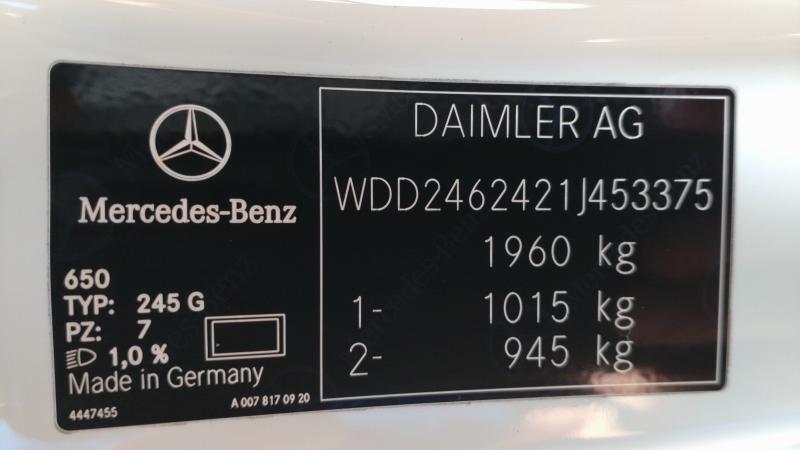 Mercedes-Benz
650
TYP: 245 G
PZ: 7
1,0 %
Made in Germany
4447455
A 007 817 09 20
DAIMLER AG
WDD2462421J453375
1960 kg
1- 1015 kg
2- 945 kg